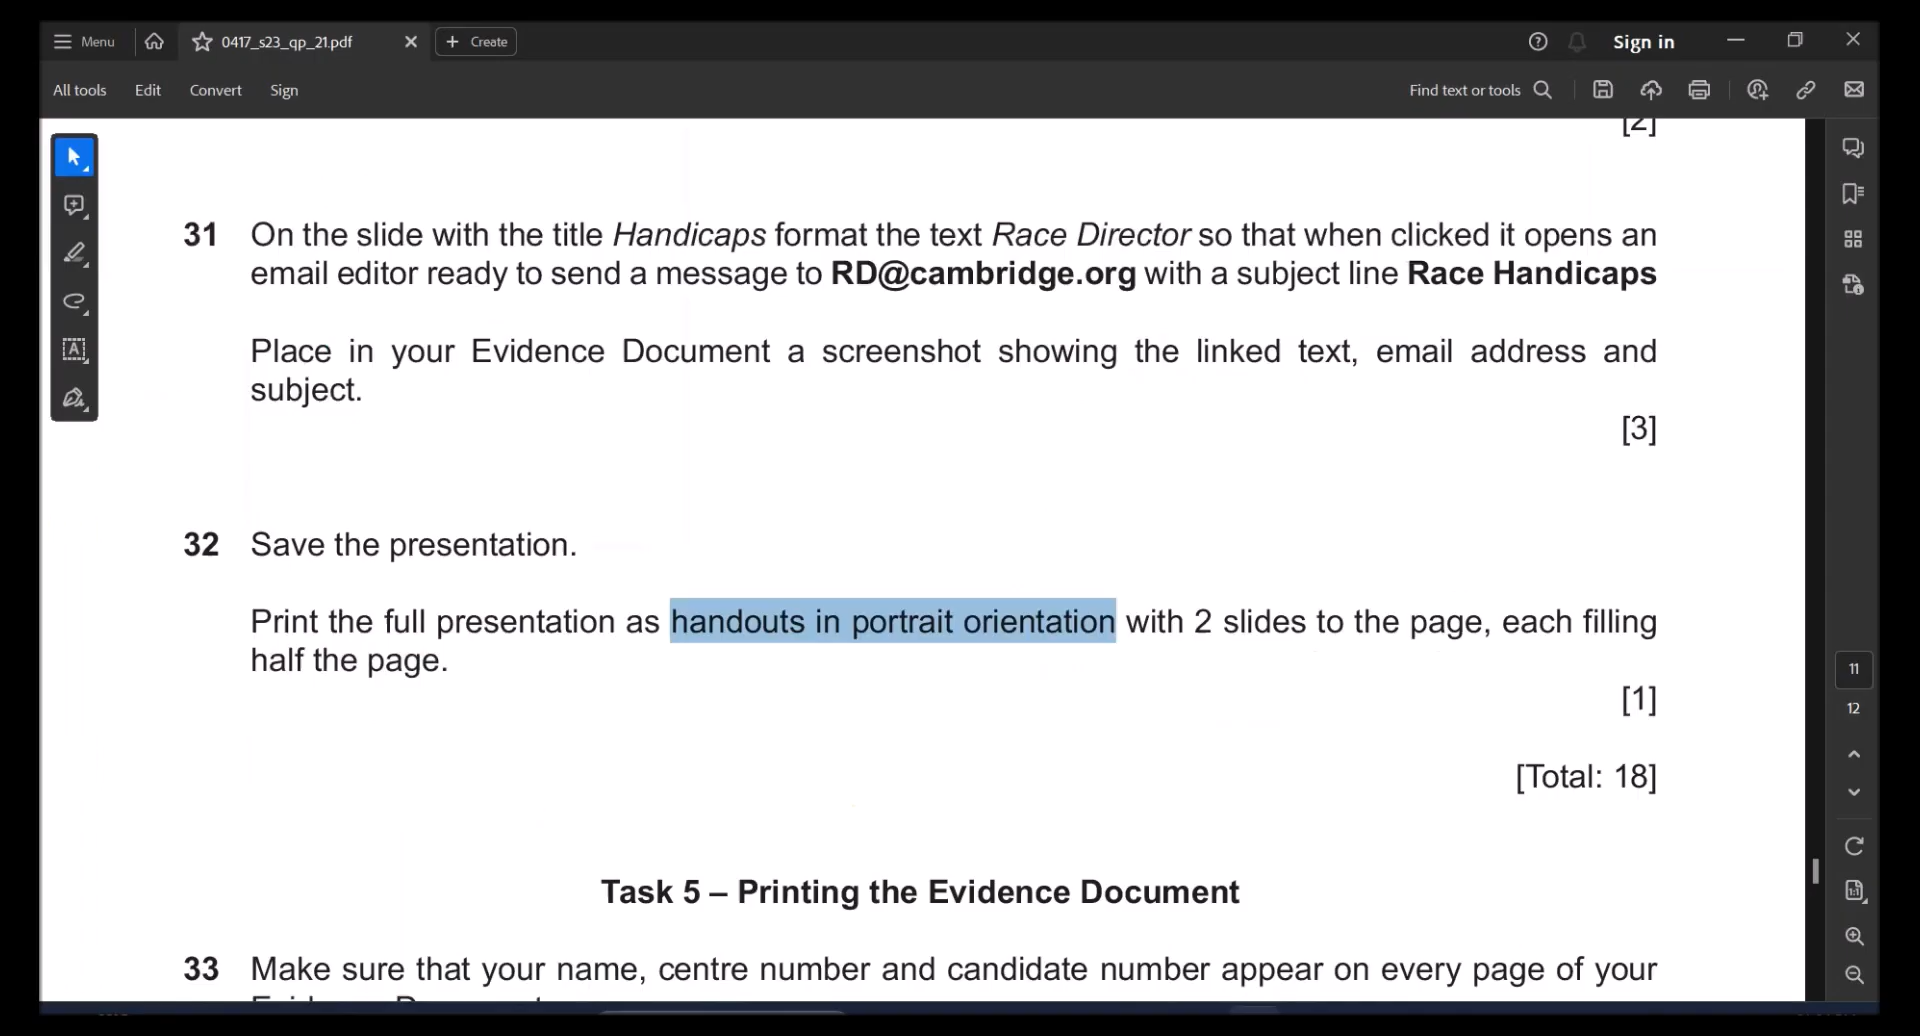 Menu
0417_s23_qp_21.pdf
Create
Sign in
All tools
Edit
Convert
Sign
Find text or tools
[2]
31 On the slide with the title Handicaps format the text Race Director so that when clicked it opens an
email editor ready to send a message to RD@cambridge.org with a subject line Race Handicaps
Place in your Evidence Document a screenshot showing the linked text, email address and
subject.
[3]
32 Save the presentation.
Print the full presentation as handouts in portrait orientation with 2 slides to the page, each filling
half the page.
[1]
[Total: 18]
Task 5 – Printing the Evidence Document
33 Make sure that your name, centre number and candidate number appear on every page of your
11
12